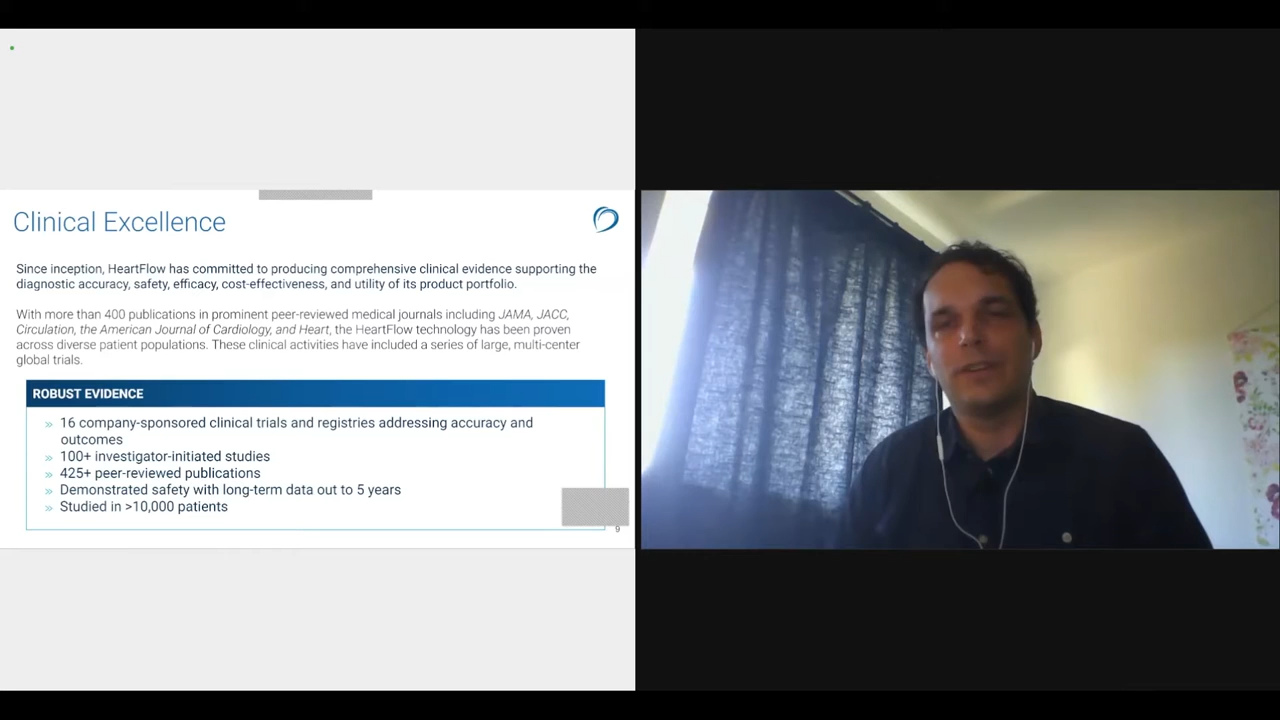 Clinical Excellence
Since inception, HeartFlow has committed to producing comprehensive clinical evidence supporting the
diagnostic accuracy, safety, efficacy, cost-effectiveness, and utility of its product portfolio.
With more than 400 publications in prominent peer-reviewed medical journals including JAMA, JACC,
Circulation, the American Journal of Cardiology, and Heart, the HeartFlow technology has been proven
across diverse patient populations. These clinical activities have included a series of large, multi-center
global trials.
ROBUST EVIDENCE
» 16 company-sponsored clinical trials and registries addressing accuracy and
outcomes
» 100+ investigator-initiated studies
» 425+ peer-reviewed publications
» Demonstrated safety with long-term data out to 5 years
» Studied in >10,000 patients
9